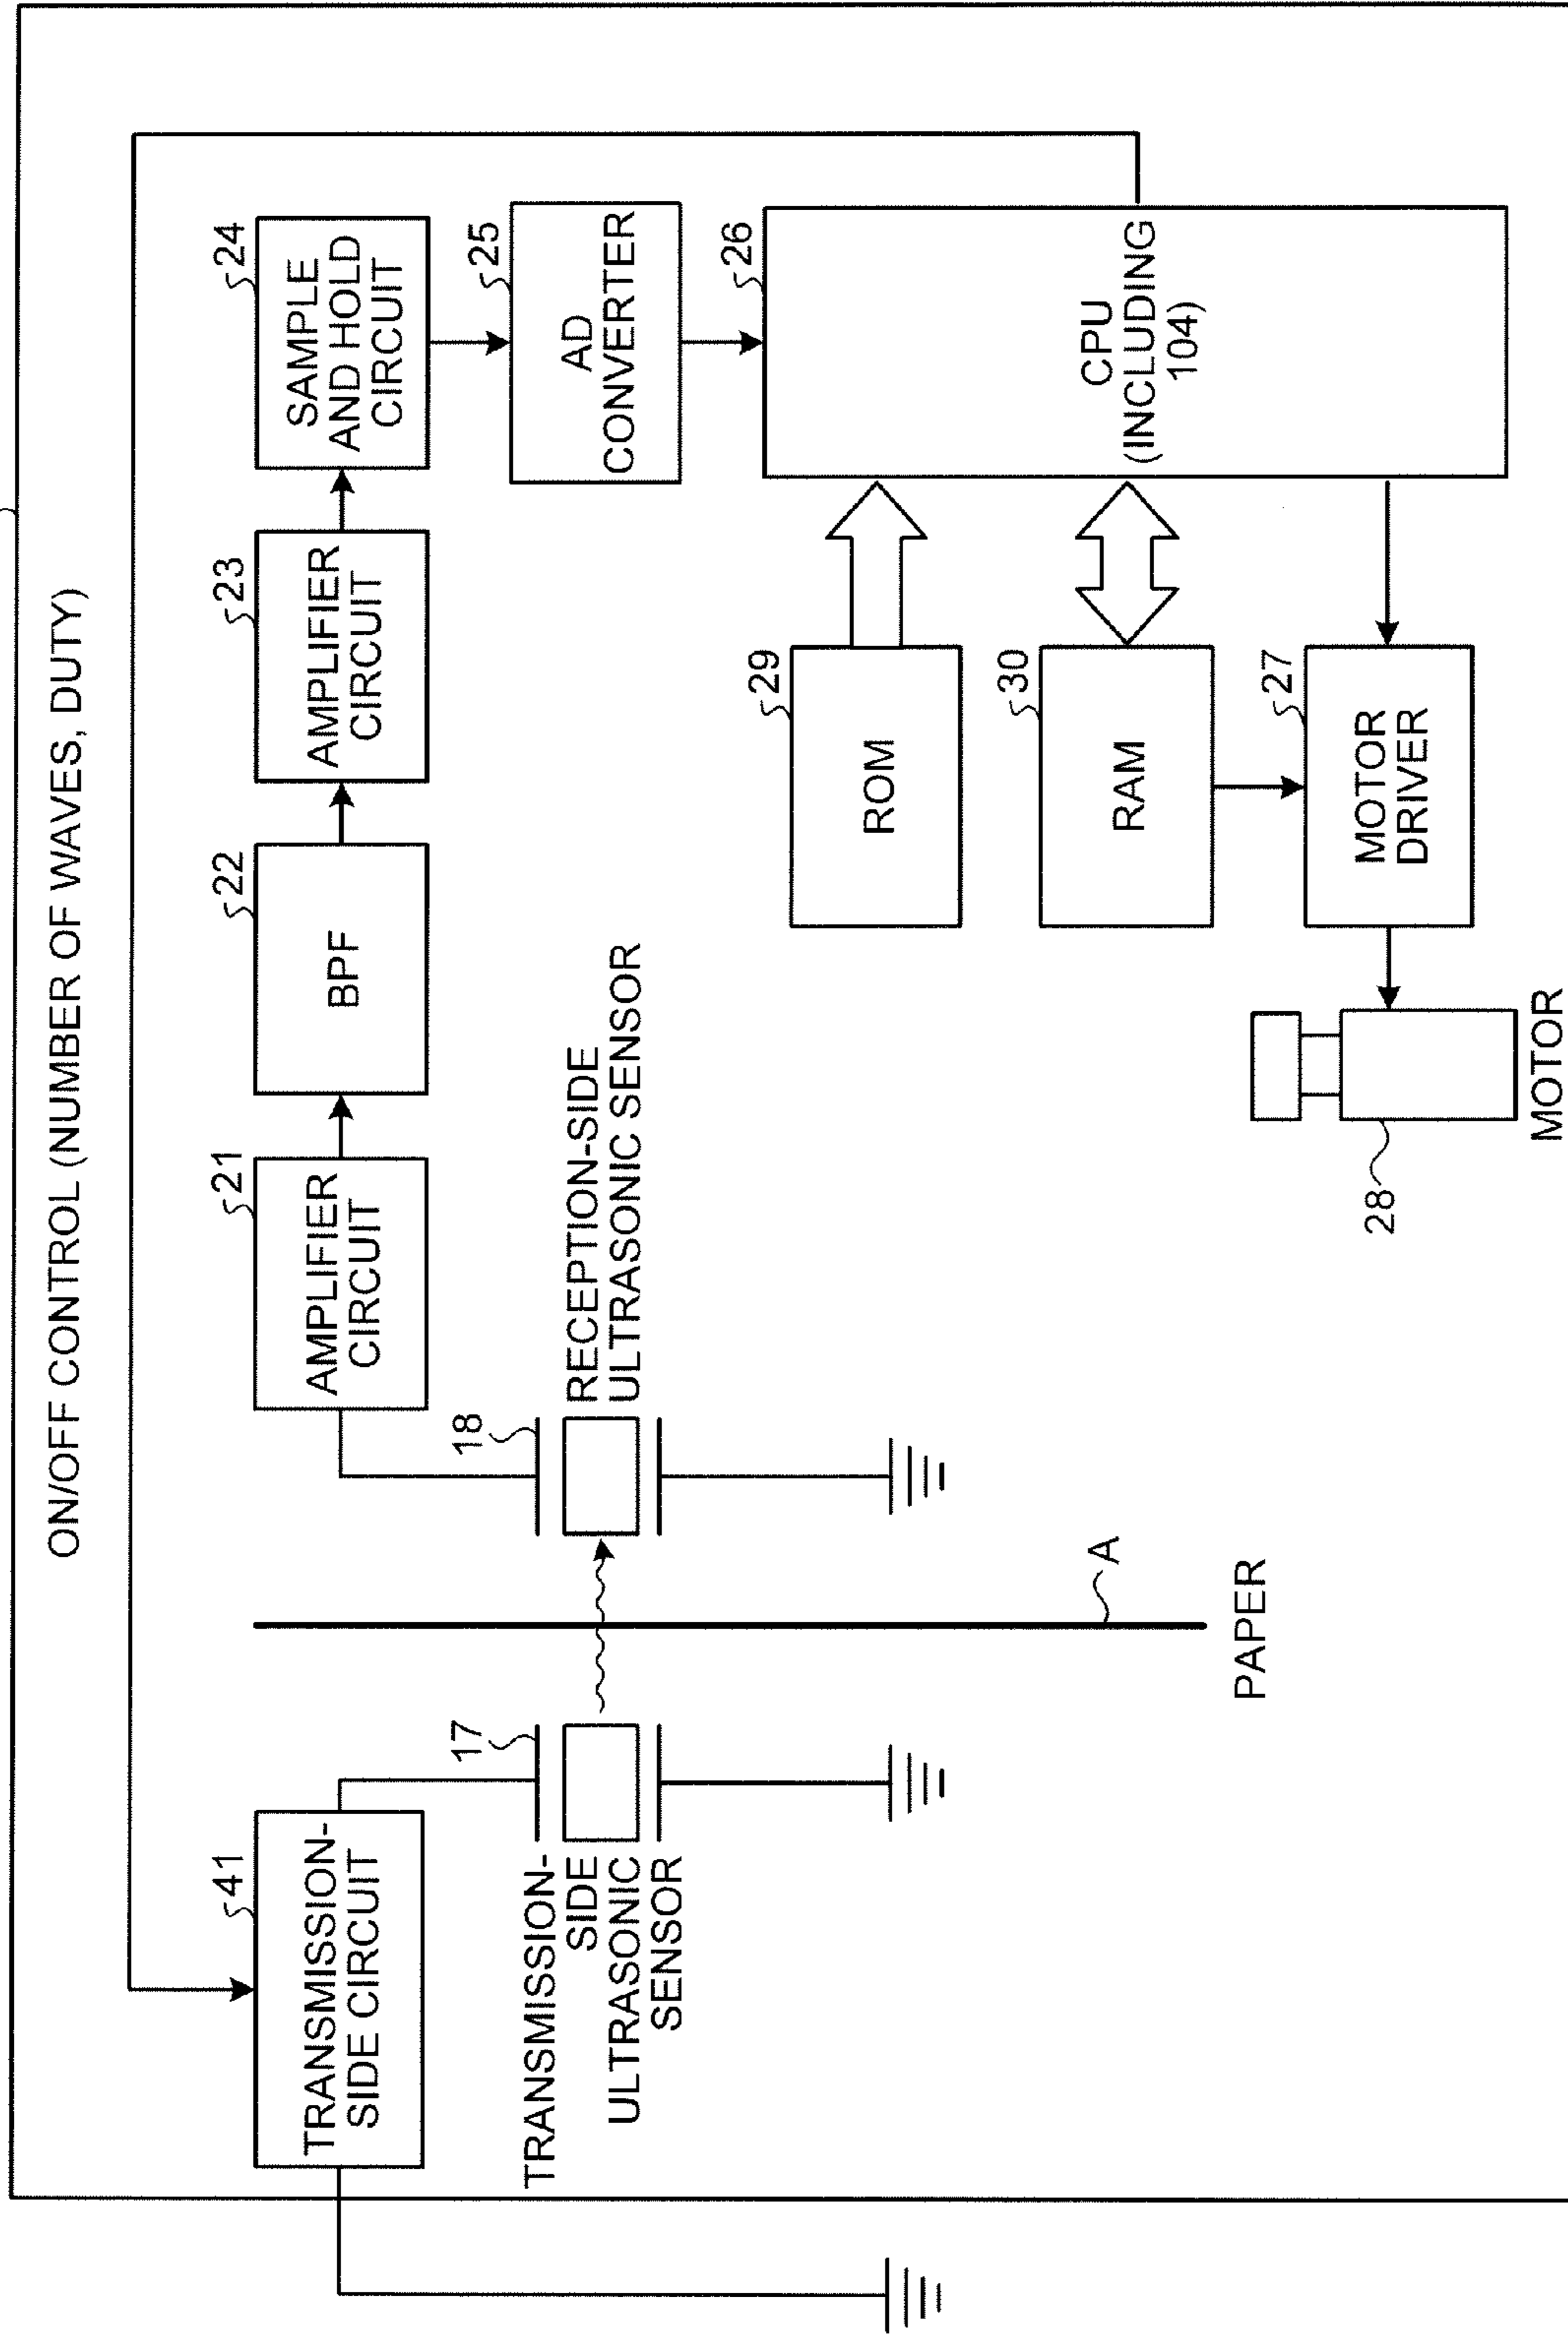 ON/OFF CONTROL (NUMBER OF WAVES, DUTY)
41
TRANSMISSION-
SIDE CIRCUIT
21
AMPLIFIER
CIRCUIT
22
BPF
23
AMPLIFIER
CIRCUIT
24
SAMPLE
AND HOLD
CIRCUIT
17
TRANSMISSION-
SIDE
ULTRASONIC
SENSOR
18
RECEPTION-SIDE
ULTRASONIC SENSOR
25
AD
CONVERTER
A
PAPER
29
ROM
26
CPU
(INCLUDING
104)
30
RAM
27
MOTOR
DRIVER
28
MOTOR